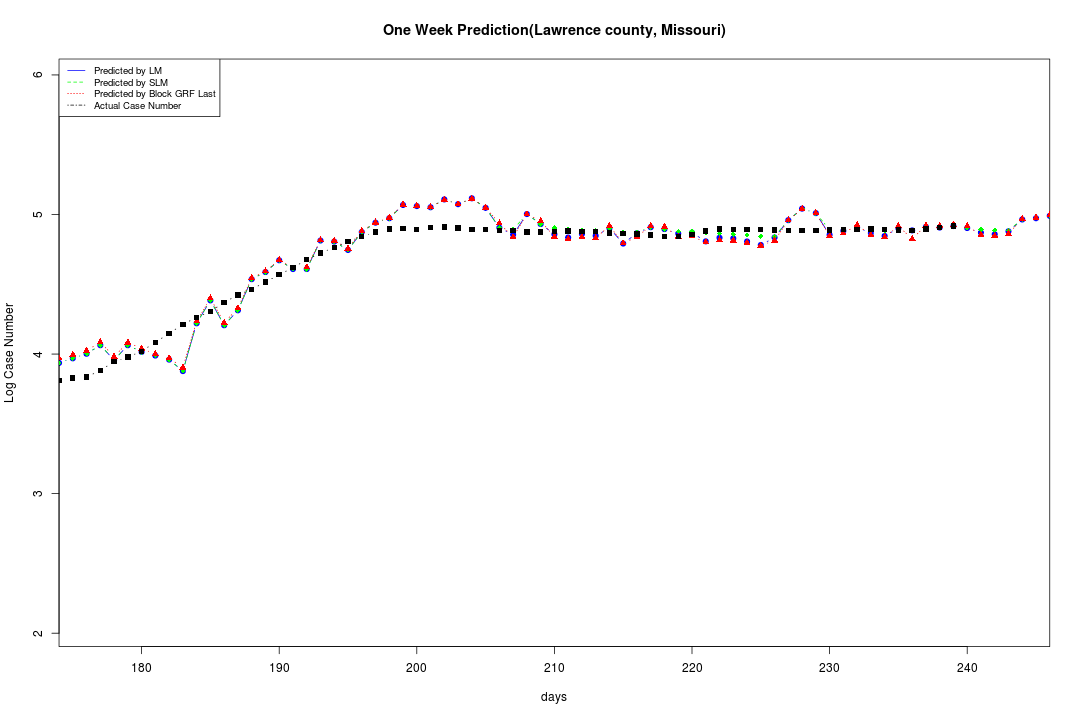 One Week Prediction(Lawrence county, Missouri)
Predicted by LM
Predicted by SLM
Predicted by Block GRF Last
Actual Case Number
6
5
4
3
2
Log Case Number
180 190 200 210 220 230 240
days